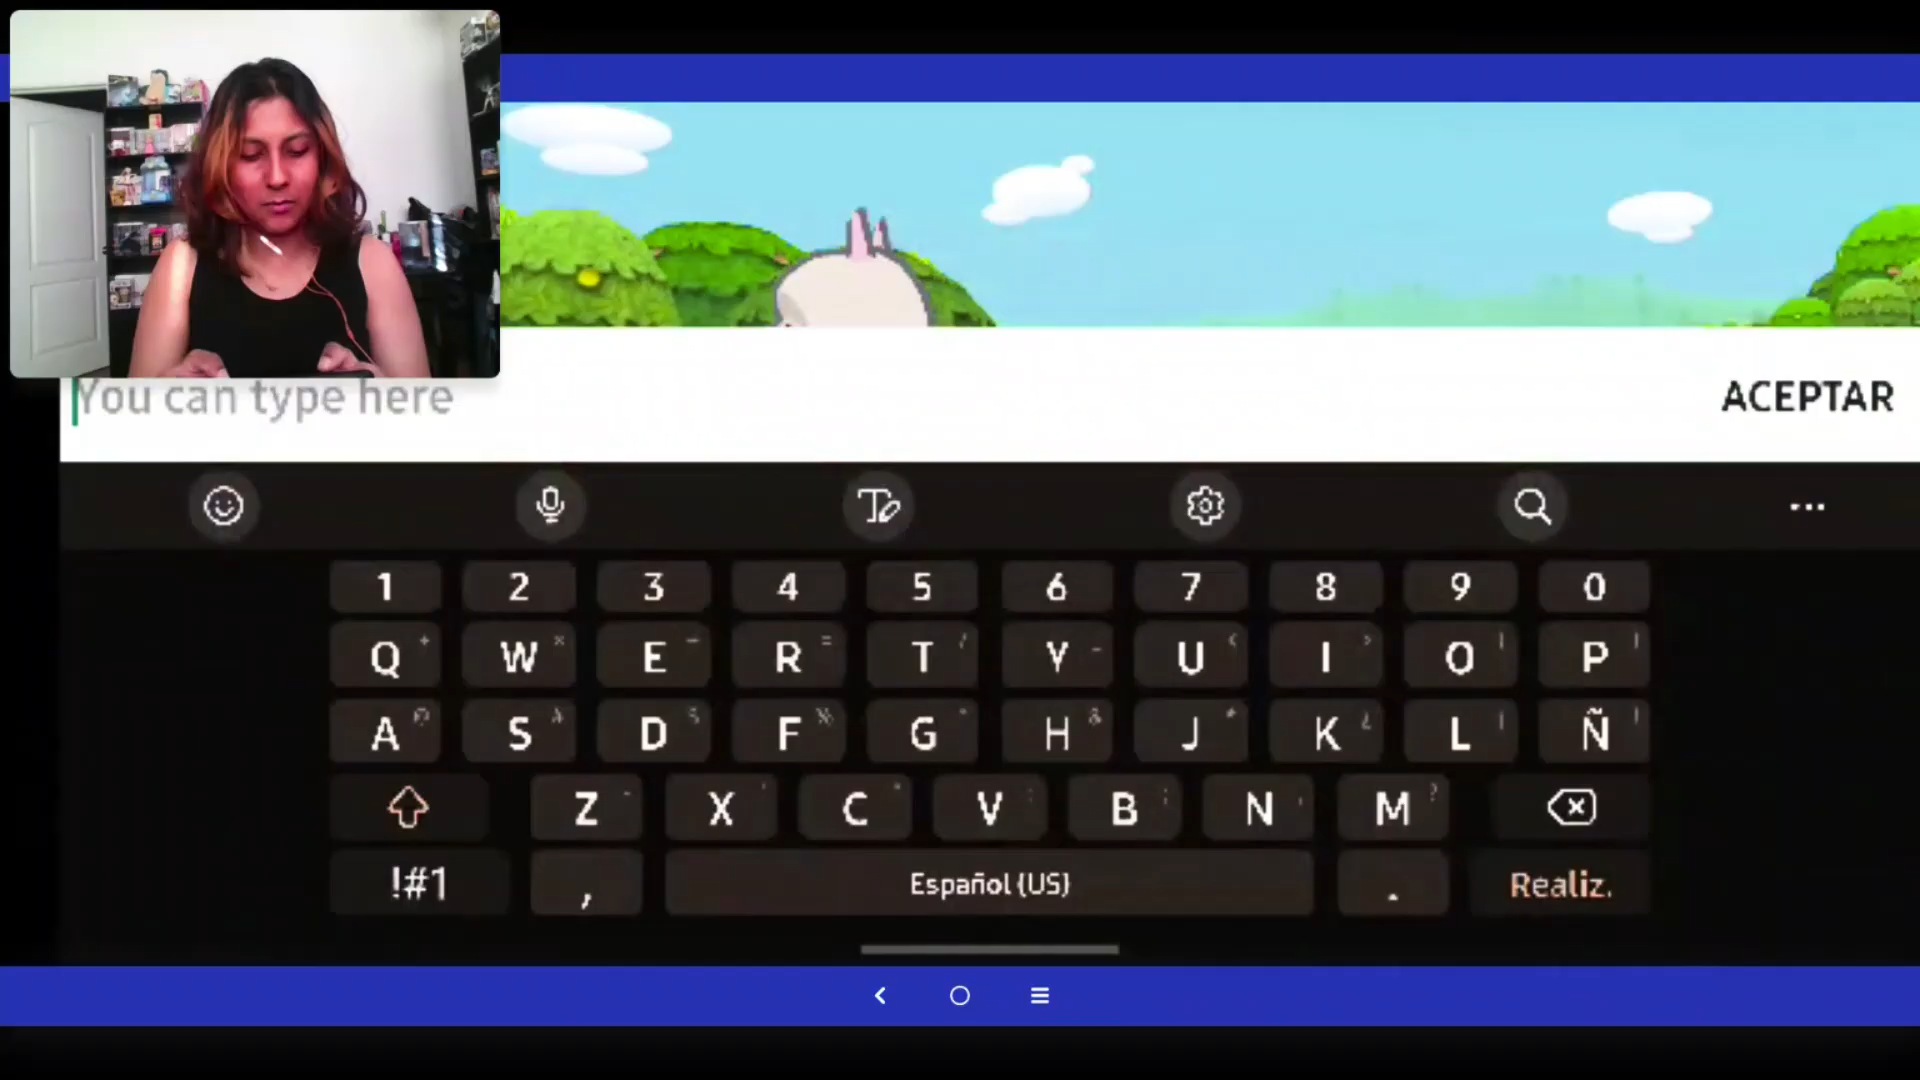 You can type here
ACEPTAR
1 2 3 4 5 6 7 8 9 0
Q W E R T Y U I O P
A S D F G H J K L Ñ
Z X C V B N M
!#1 , Español (US) . Realiz.